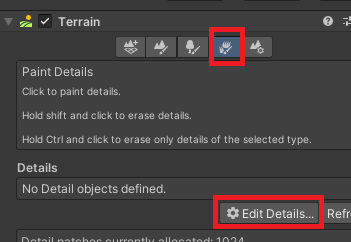 Terrain
Paint Details
Click to paint details.
Hold shift and click to erase details.
Hold Ctrl and click to erase only details of the selected type.
Details
No Detail objects defined.
Edit Details... Refre
Detail patches currently allocated: 1024